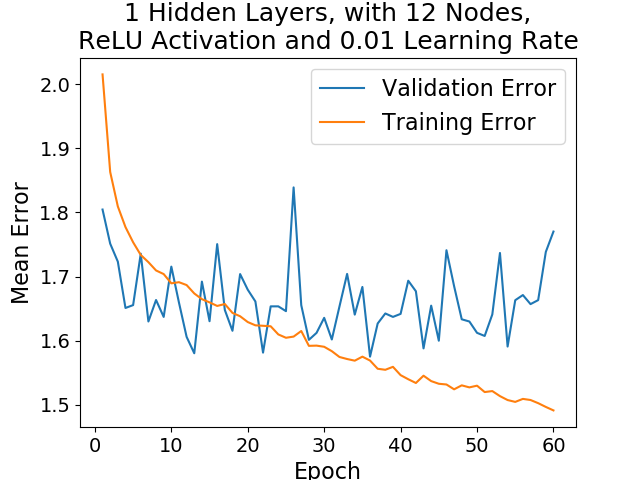 1 Hidden Layers, with 12 Nodes,
ReLU Activation and 0.01 Learning Rate
Validation Error
Training Error
Mean Error
2.0
1.9
1.8
1.7
1.6
1.5
0 10 20 30 40 50 60
Epoch